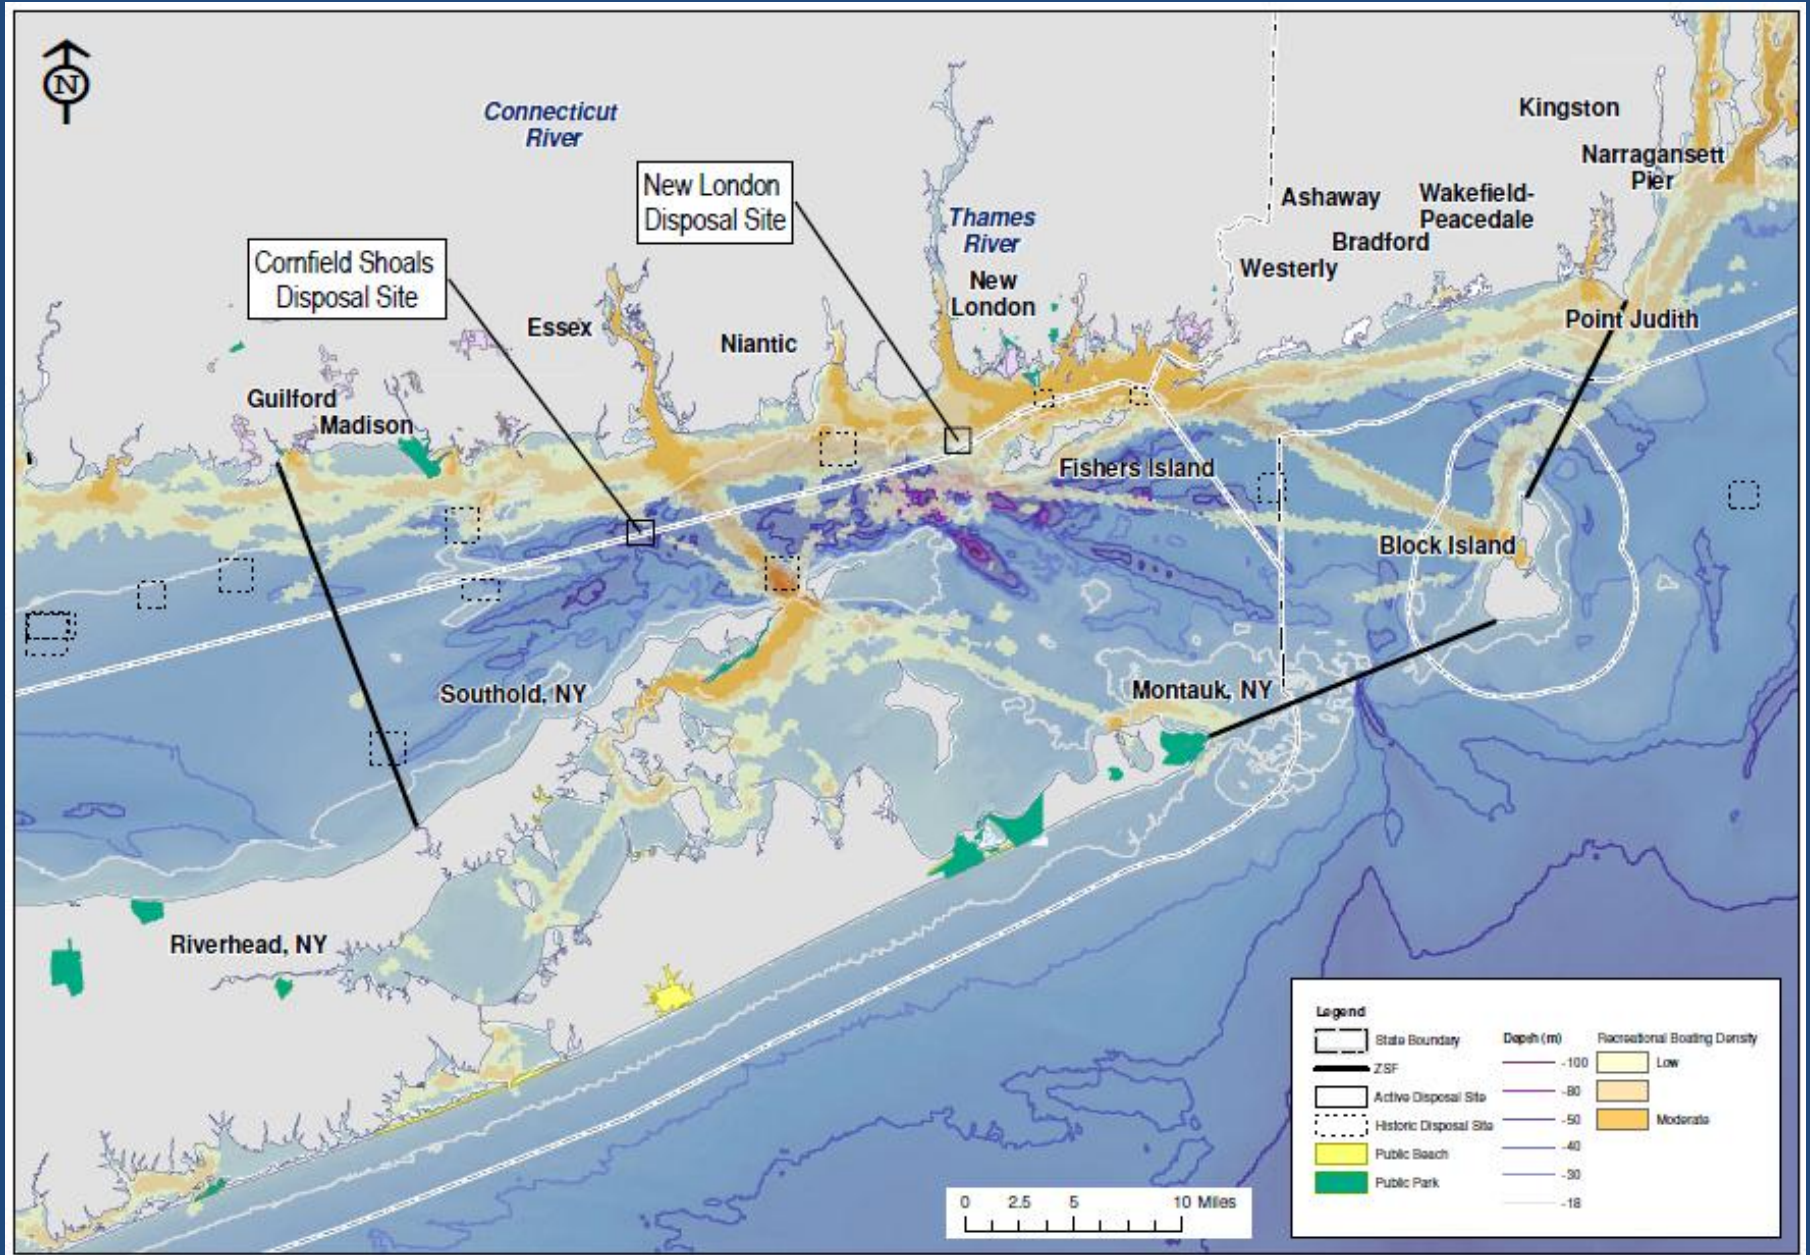 N
Connecticut
River
New London
Disposal Site
Cornfield Shoals
Disposal Site
Thames
River
New
London
Kingston
Narragansett
Pier
Ashaway
Wakefield-
Peacedale
Bradford
Westerly
Essex
Niantic
Point Judith
Guilford
Madison
Fishers Island
Block Island
Southold, NY
Montauk, NY
Riverhead, NY
Legend
State Boundary
ZSF
Active Disposal Site
Historic Disposal Site
Public Beach
Public Park
Depth (m)
-100
-80
-50
-40
-30
-18
Recreational Boating Density
Low
Moderate
0 2.5 5 10 Miles